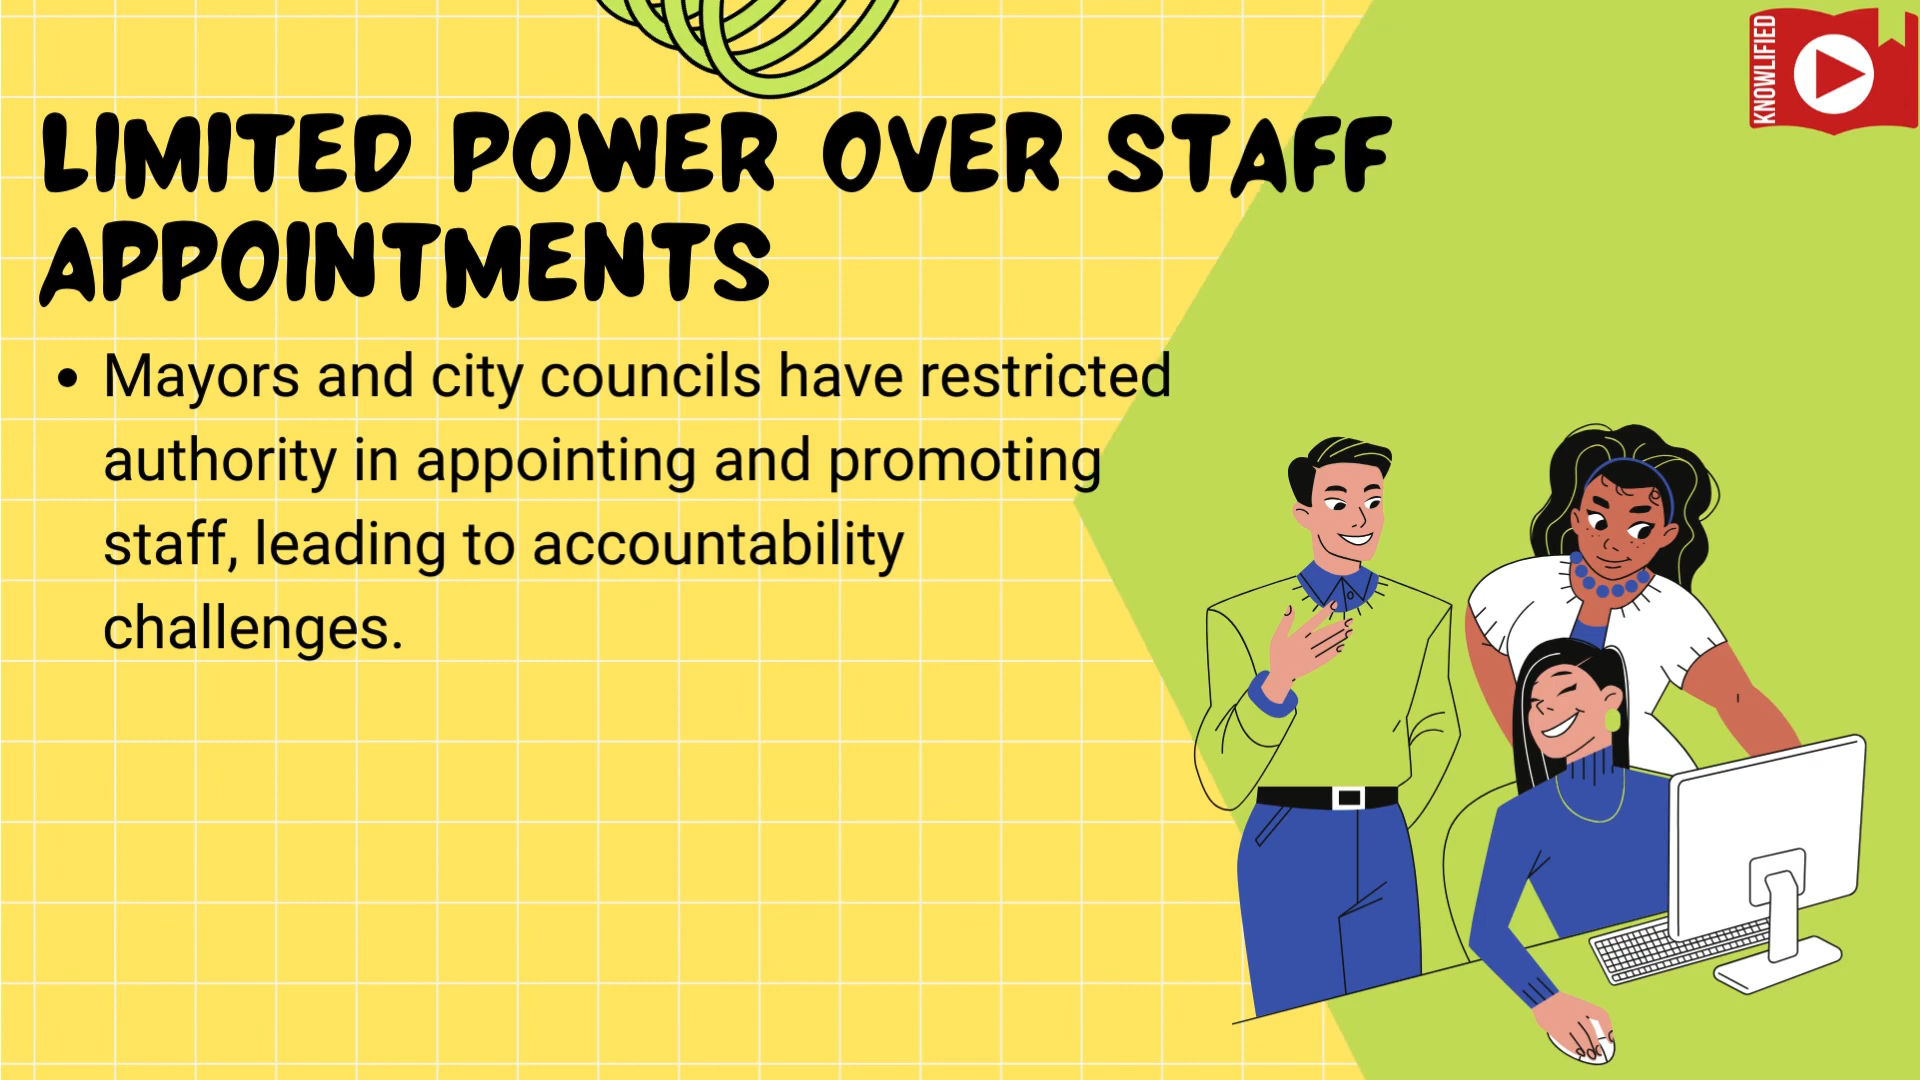 KNOWLIFIED
LIMITED POWER OVER STAFF
APPOINTMENTS
• Mayors and city councils have restricted
authority in appointing and promoting
staff, leading to accountability
challenges.